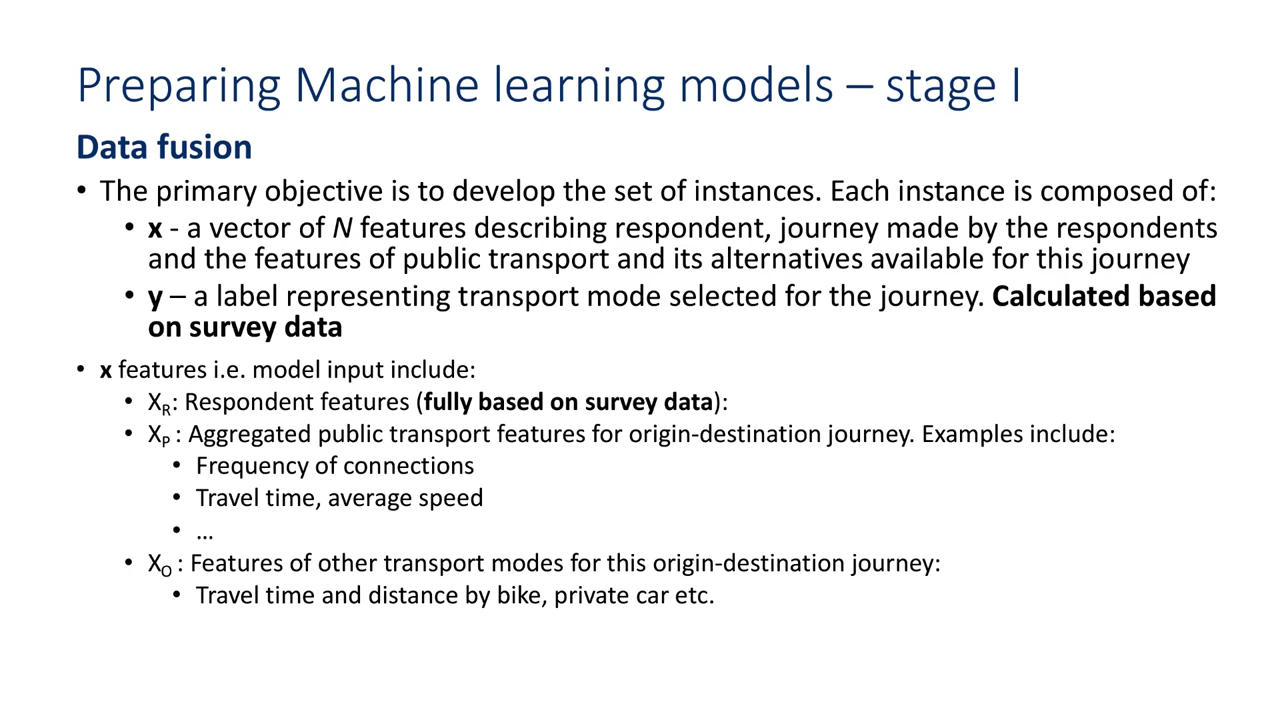 Preparing Machine learning models – stage I
Data fusion
• The primary objective is to develop the set of instances. Each instance is composed of:
• x - a vector of N features describing respondent, journey made by the respondents
and the features of public transport and its alternatives available for this journey
• y – a label representing transport mode selected for the journey. Calculated based
on survey data
• x features i.e. model input include:
• XR: Respondent features (fully based on survey data):
• XP : Aggregated public transport features for origin-destination journey. Examples include:
• Frequency of connections
• Travel time, average speed
• ...
• XO : Features of other transport modes for this origin-destination journey:
• Travel time and distance by bike, private car etc.